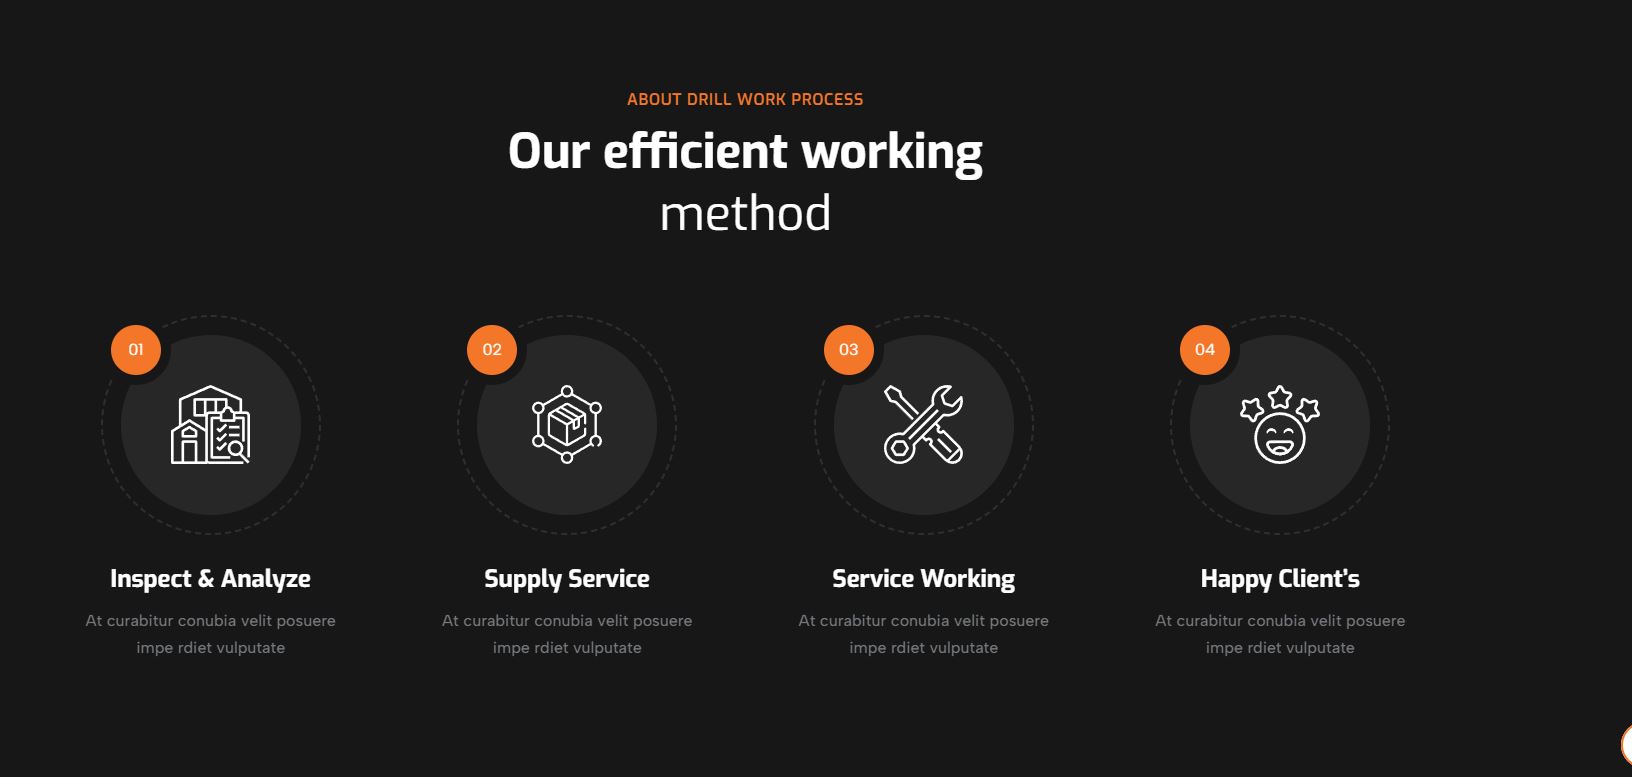 ABOUT DRILL WORK PROCESS
Our efficient working
method
01
02
03
04
Inspect & Analyze
At curabitur conubia velit posuere
impe rdiet vulputate
Supply Service
At curabitur conubia velit posuere
impe rdiet vulputate
Service Working
At curabitur conubia velit posuere
impe rdiet vulputate
Happy Client's
At curabitur conubia velit posuere
impe rdiet vulputate